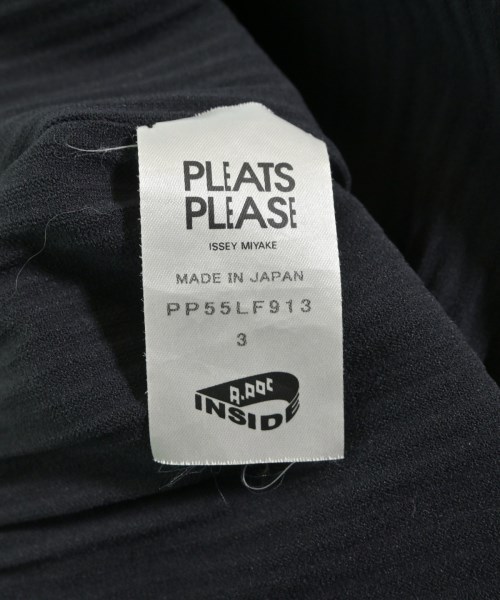 PLEATS
PLEASE
ISSEY MIYAKE
MADE IN JAPAN
PP55LF913
3
A.POC
INSIDE